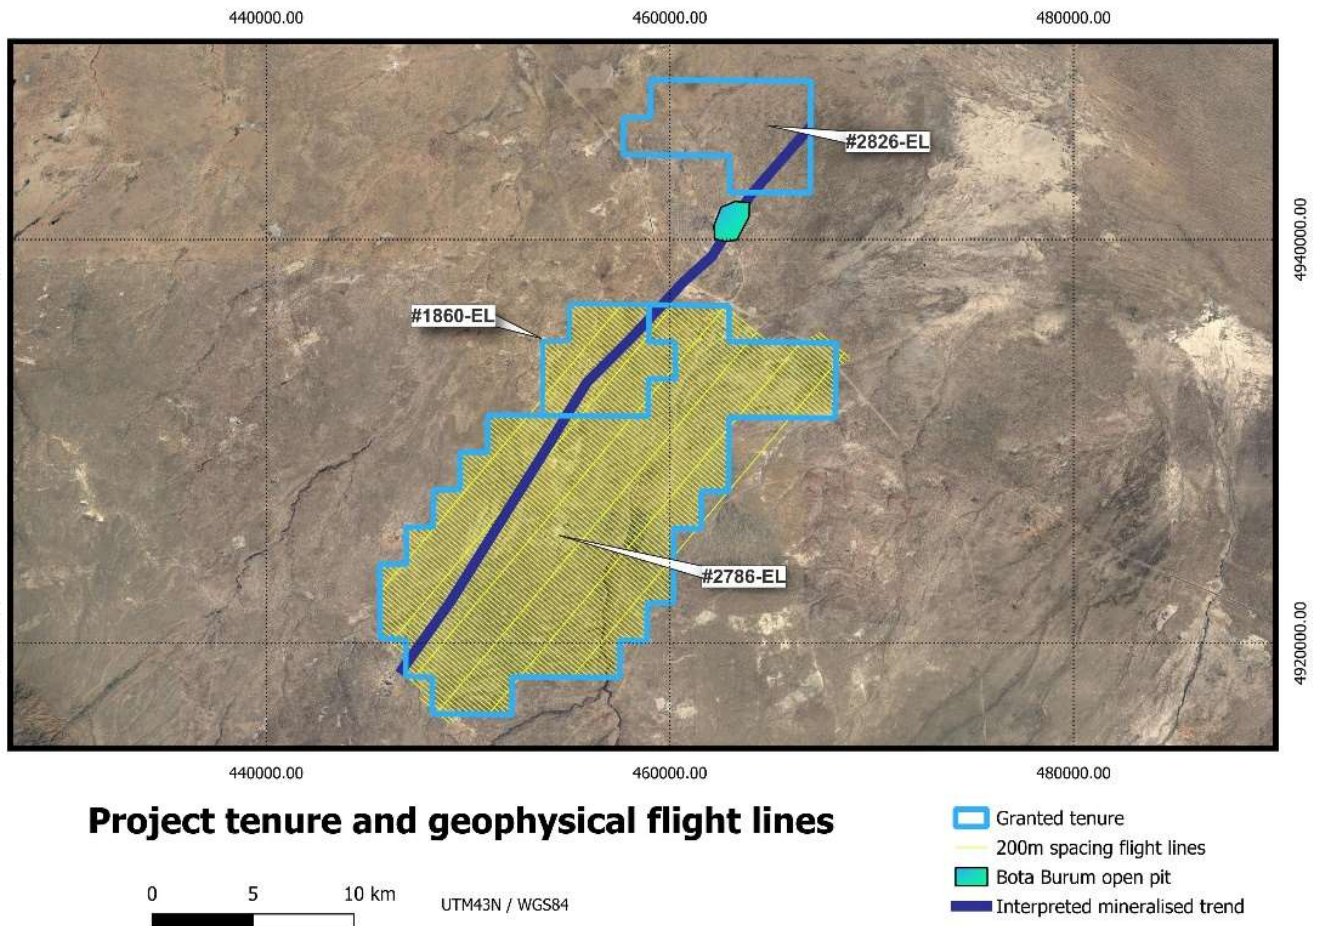 440000.00 460000.00 480000.00
#2826-EL
4940000.00
#1860-EL
#2786-EL
4920000.00
440000.00 460000.00 480000.00
Project tenure and geophysical flight lines
0 5 10 km
UTM43N / WGS84
Granted tenure
200m spacing flight lines
Bota Burum open pit
Interpreted mineralised trend